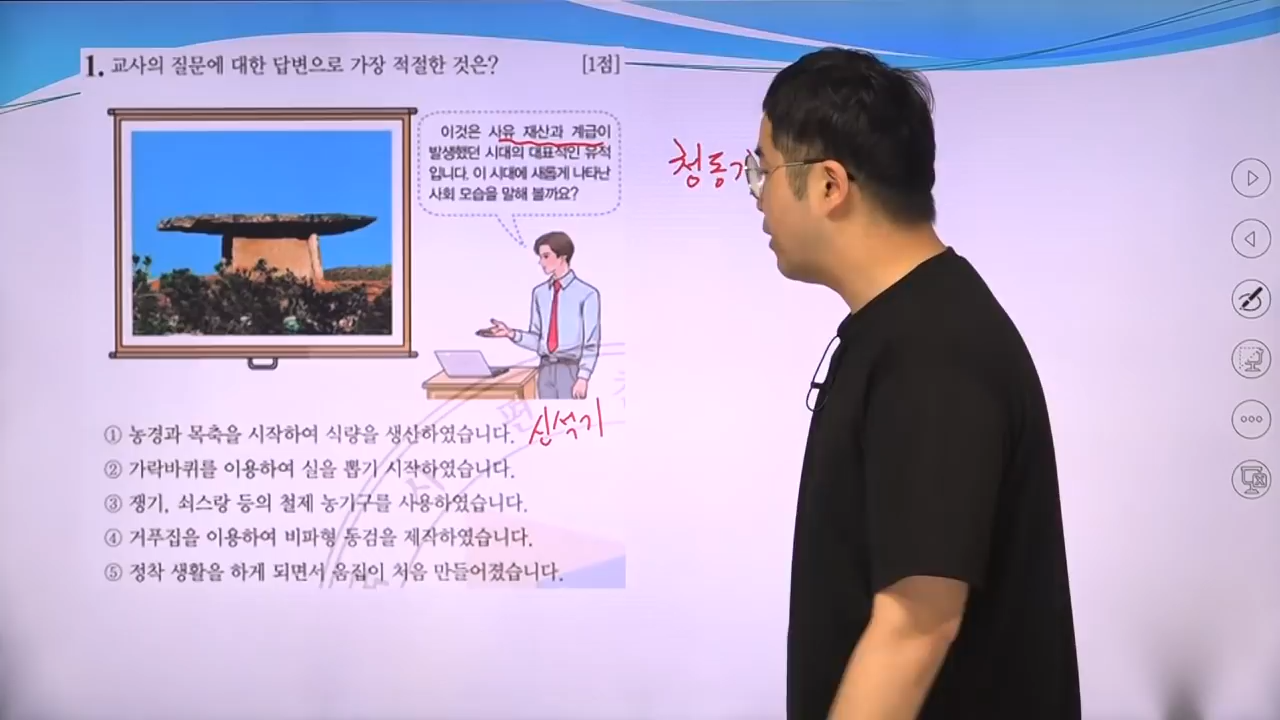 1. 교사의 질문에 대한 답변으로 가장 적절한 것은? [1점]
이것은 사유 재산과 계급이
발생했던 시대의 대표적인 유적
입니다. 이 시대에 새롭게 나타난
사회 모습을 말해 볼까요?
청동기
① 농경과 목축을 시작하여 식량을 생산하였습니다. 신석기
② 가락바퀴를 이용하여 실을 뽑기 시작하였습니다.
③ 쟁기, 쇠스랑 등의 철제 농기구를 사용하였습니다.
④ 거푸집을 이용하여 비파형 동검을 제작하였습니다.
⑤ 정착 생활을 하게 되면서 움집이 처음 만들어졌습니다.